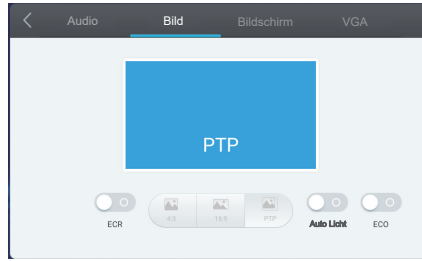 Audio Bild Bildschirm VGA
PTP
4:3 16:9 PTP
ECR Auto Licht ECO